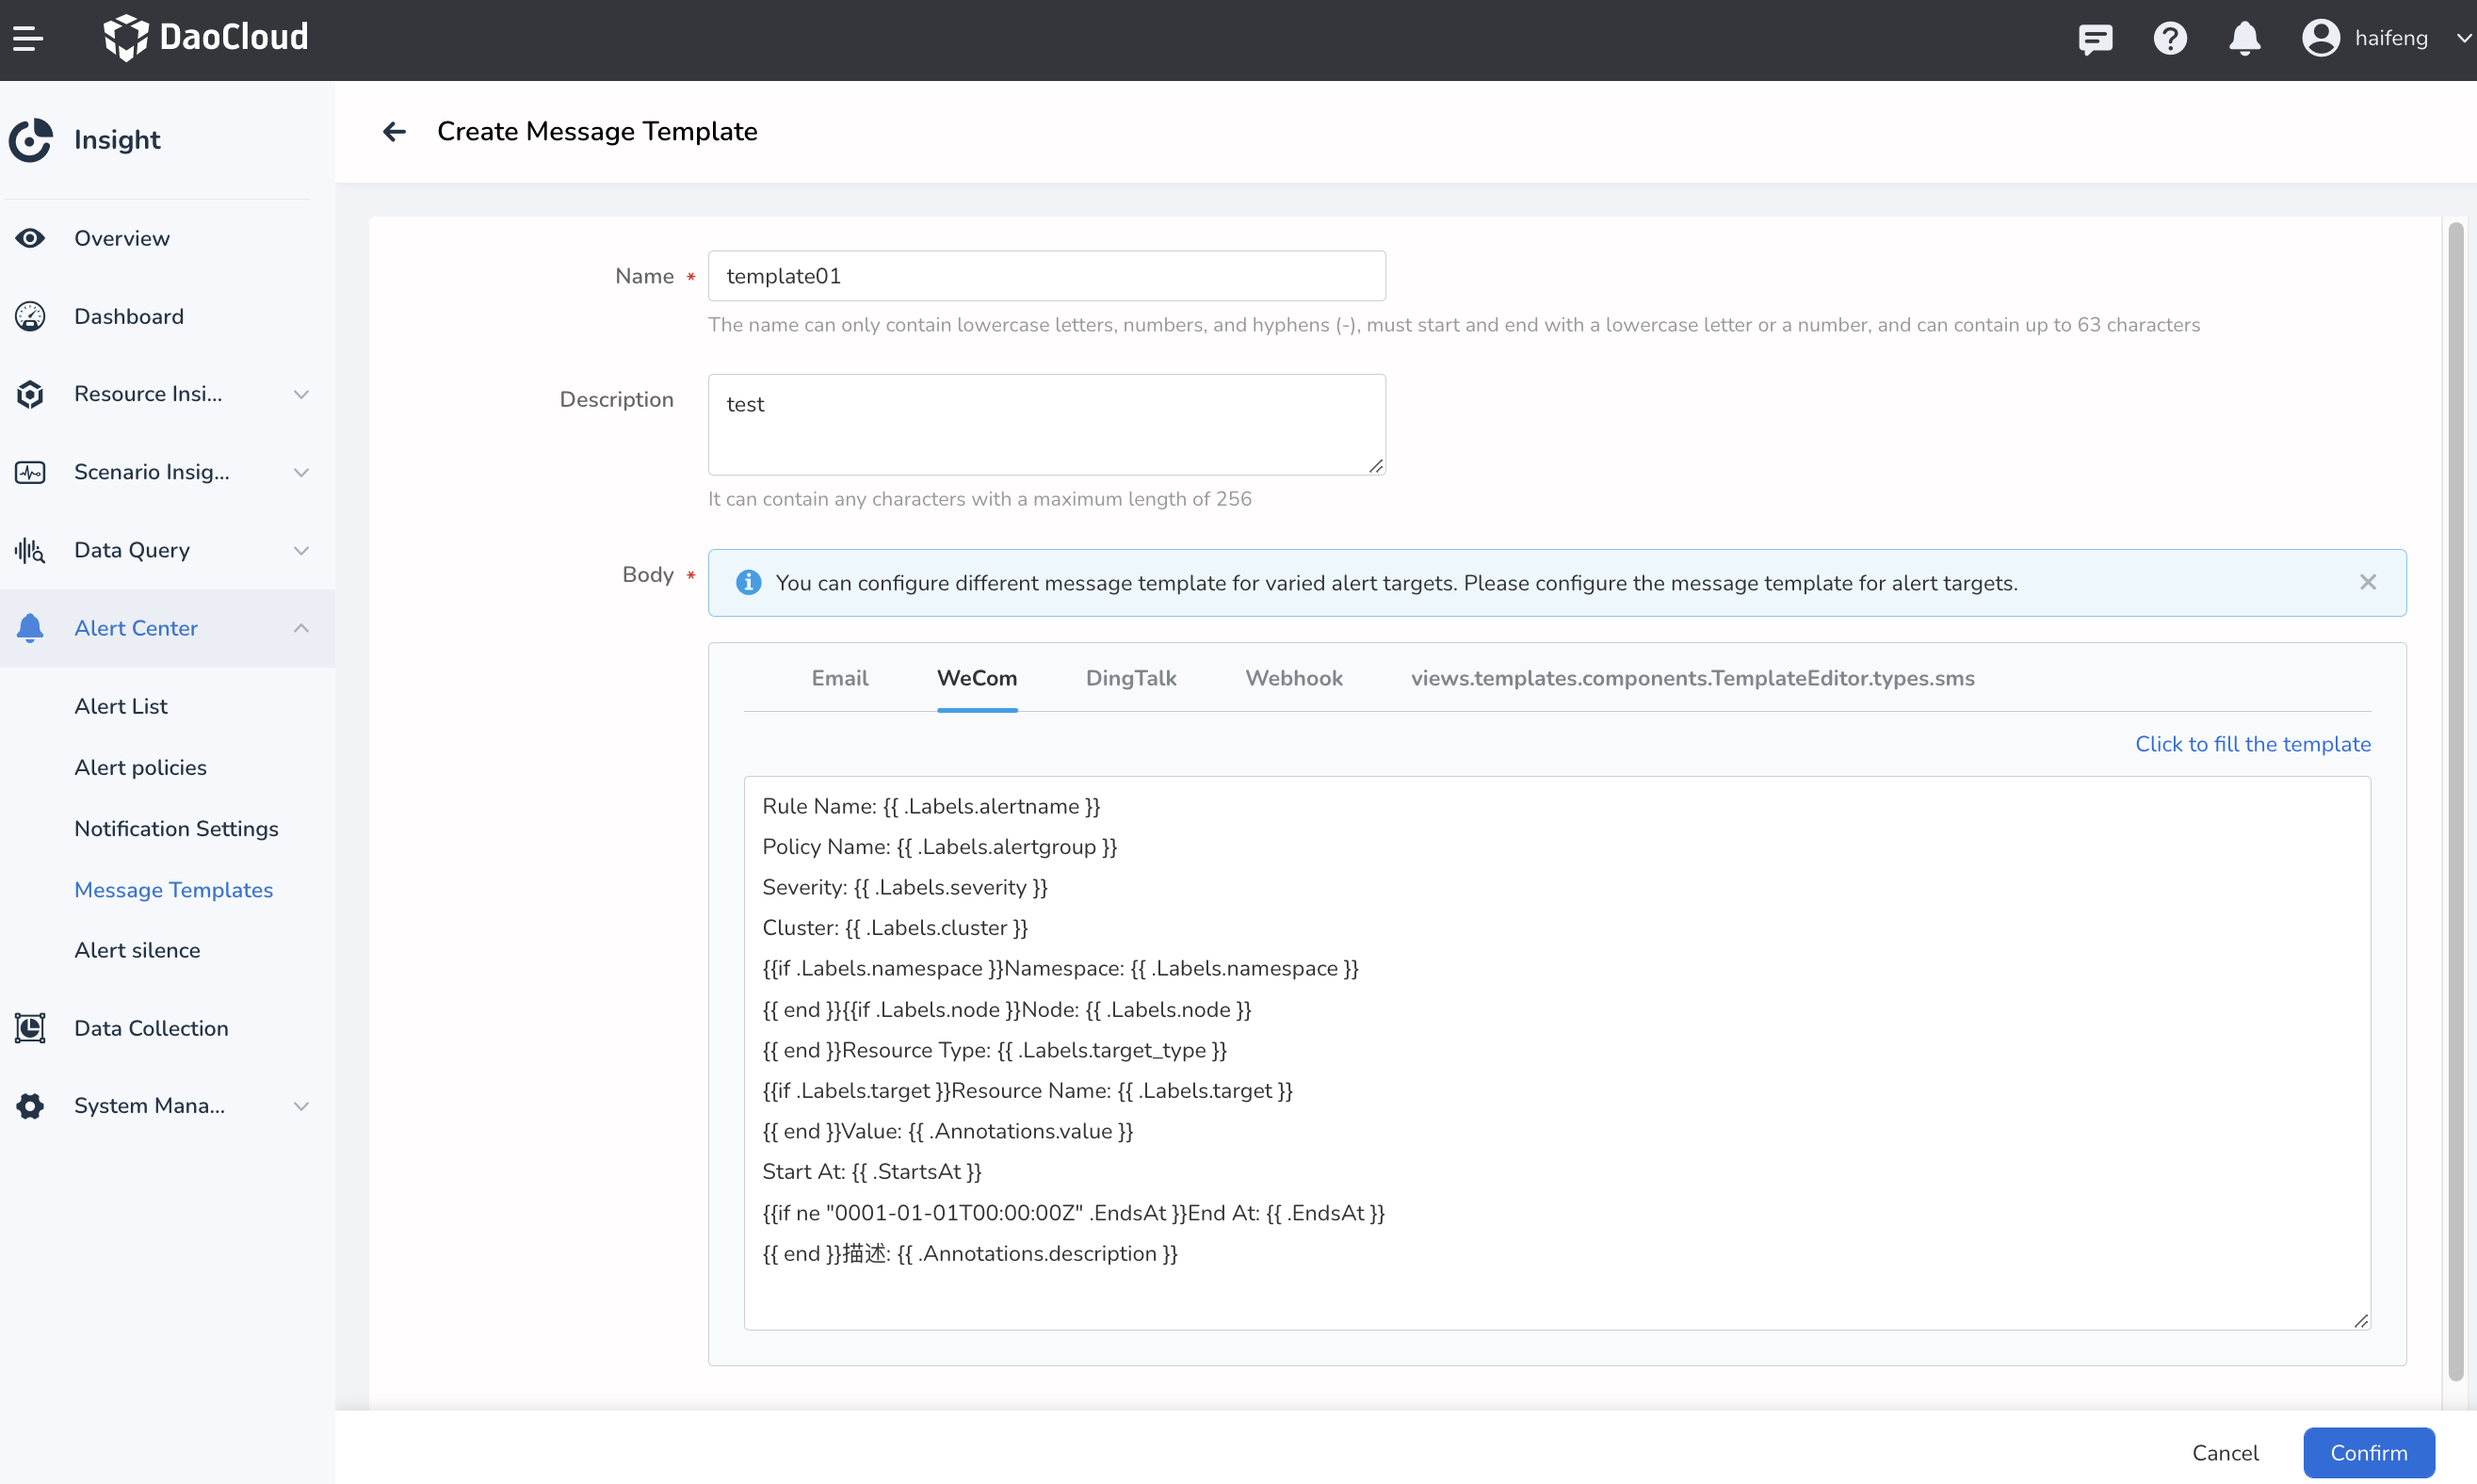 DaoCloud
haifeng
Insight
Overview
Dashboard
Resource Insi...
Scenario Insig...
Data Query
Alert Center
Alert List
Alert policies
Notification Settings
Message Templates
Alert silence
Data Collection
System Mana...
Create Message Template
Name *
template01
The name can only contain lowercase letters, numbers, and hyphens (-), must start and end with a lowercase letter or a number, and can contain up to 63 characters
Description
test
It can contain any characters with a maximum length of 256
Body *
You can configure different message template for varied alert targets. Please configure the message template for alert targets.
Email WeCom DingTalk Webhook views.templates.components.TemplateEditor.types.sms
Click to fill the template
Rule Name: {{ .Labels.alertname }}
Policy Name: {{ .Labels.alertgroup }}
Severity: {{ .Labels.severity }}
Cluster: {{ .Labels.cluster }}
{{if .Labels.namespace }}Namespace: {{ .Labels.namespace }}
{{ end }}{{if .Labels.node }}Node: {{ .Labels.node }}
{{ end }}Resource Type: {{ .Labels.target_type }}
{{if .Labels.target }}Resource Name: {{ .Labels.target }}
{{ end }}Value: {{ .Annotations.value }}
Start At: {{ .StartsAt }}
{{if ne "0001-01-01T00:00:00Z" .EndsAt }}End At: {{ .EndsAt }}
{{ end }}描述: {{ .Annotations.description }}
Cancel
Confirm